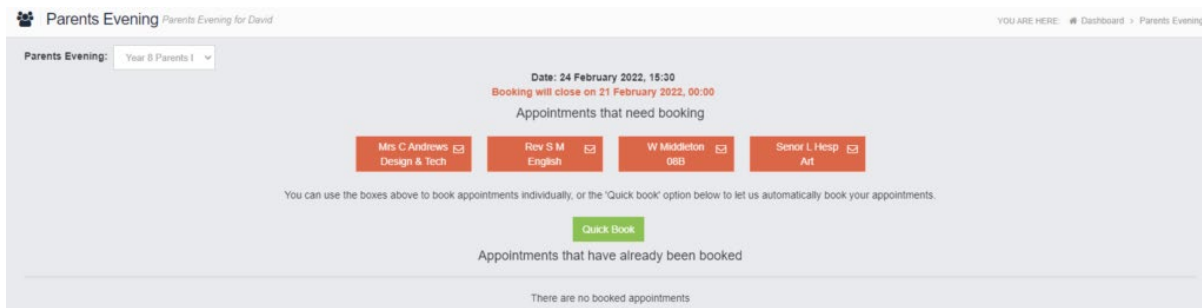 Parents Evening Parents Evening for David
YOU ARE HERE: Dashboard > Parents Evening
Parents Evening: Year 8 Parents I
Date: 24 February 2022, 15:30
Booking will close on 21 February 2022, 00:00
Appointments that need booking
Mrs C Andrews
Design & Tech
Rev S M
English
W Middleton
08B
Senor L Hesp
Art
You can use the boxes above to book appointments individually, or the 'Quick book' option below to let us automatically book your appointments.
Quick Book
Appointments that have already been booked
There are no booked appointments